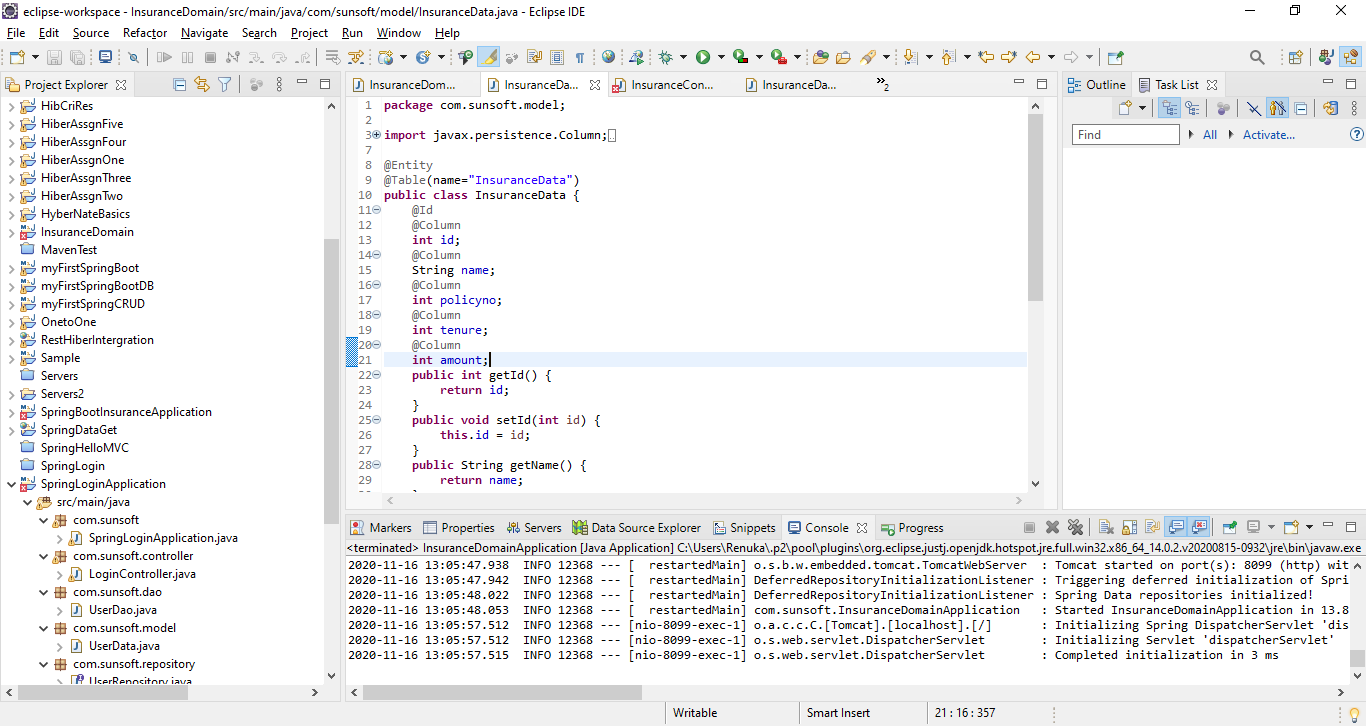 eclipse-workspace - InsuranceDomain/src/main/java/com/sunsoft/model/InsuranceData.java - Eclipse IDE
File Edit Source Refactor Navigate Search Project Run Window Help
Project Explorer
HibCriRes
HiberAssgnFive
HiberAssgnFour
HiberAssgnOne
HiberAssgnThree
HiberAssgnTwo
HyberNateBasics
InsuranceDomain
MavenTest
myFirstSpringBoot
myFirstSpringBootDB
myFirstSpringCRUD
OnetoOne
RestHiberIntergration
Sample
Servers
Servers2
SpringBootInsuranceApplication
SpringDataGet
SpringHelloMVC
SpringLogin
SpringLoginApplication
src/main/java
com.sunsoft
SpringLoginApplication.java
com.sunsoft.controller
LoginController.java
com.sunsoft.dao
UserDao.java
com.sunsoft.model
UserData.java
com.sunsoft.repository
UserRepository.java
InsuranceDom... InsuranceDa... InsuranceCon... InsuranceDa... »2
1 package com.sunsoft.model;
2
3 import javax.persistence.Column;
7
8 @Entity
9 @Table(name="InsuranceData")
10 public class InsuranceData {
11 @Id
12 @Column
13 int id;
14 @Column
15 String name;
16 @Column
17 int policyno;
18 @Column
19 int tenure;
20 @Column
21 int amount;
22 public int getId() {
23 return id;
24 }
25 public void setId(int id) {
26 this.id = id;
27 }
28 public String getName() {
29 return name;
Outline Task List
Find All Activate...
Markers Properties Servers Data Source Explorer Snippets Console Progress
<terminated> InsuranceDomainApplication [Java Application] C:\Users\Renuka\.p2\pool\plugins\org.eclipse.justj.openjdk.hotspot.jre.full.win32.x86_64_14.0.2.v20200815-0932\jre\bin\javaw.exe
2020-11-16 13:05:47.938 INFO 12368 --- [ restartedMain] o.s.b.w.embedded.tomcat.TomcatWebServer : Tomcat started on port(s): 8099 (http) wit
2020-11-16 13:05:47.942 INFO 12368 --- [ restartedMain] DeferredRepositoryInitializationListener : Triggering deferred initialization of Spri
2020-11-16 13:05:48.022 INFO 12368 --- [ restartedMain] DeferredRepositoryInitializationListener : Spring Data repositories initialized!
2020-11-16 13:05:48.053 INFO 12368 --- [ restartedMain] com.sunsoft.InsuranceDomainApplication : Started InsuranceDomainApplication in 13.8
2020-11-16 13:05:57.512 INFO 12368 --- [nio-8099-exec-1] o.a.c.c.C.[Tomcat].[localhost].[/] : Initializing Spring DispatcherServlet 'dis
2020-11-16 13:05:57.512 INFO 12368 --- [nio-8099-exec-1] o.s.web.servlet.DispatcherServlet : Initializing Servlet 'dispatcherServlet'
2020-11-16 13:05:57.515 INFO 12368 --- [nio-8099-exec-1] o.s.web.servlet.DispatcherServlet : Completed initialization in 3 ms
Writable Smart Insert 21 : 16 : 357